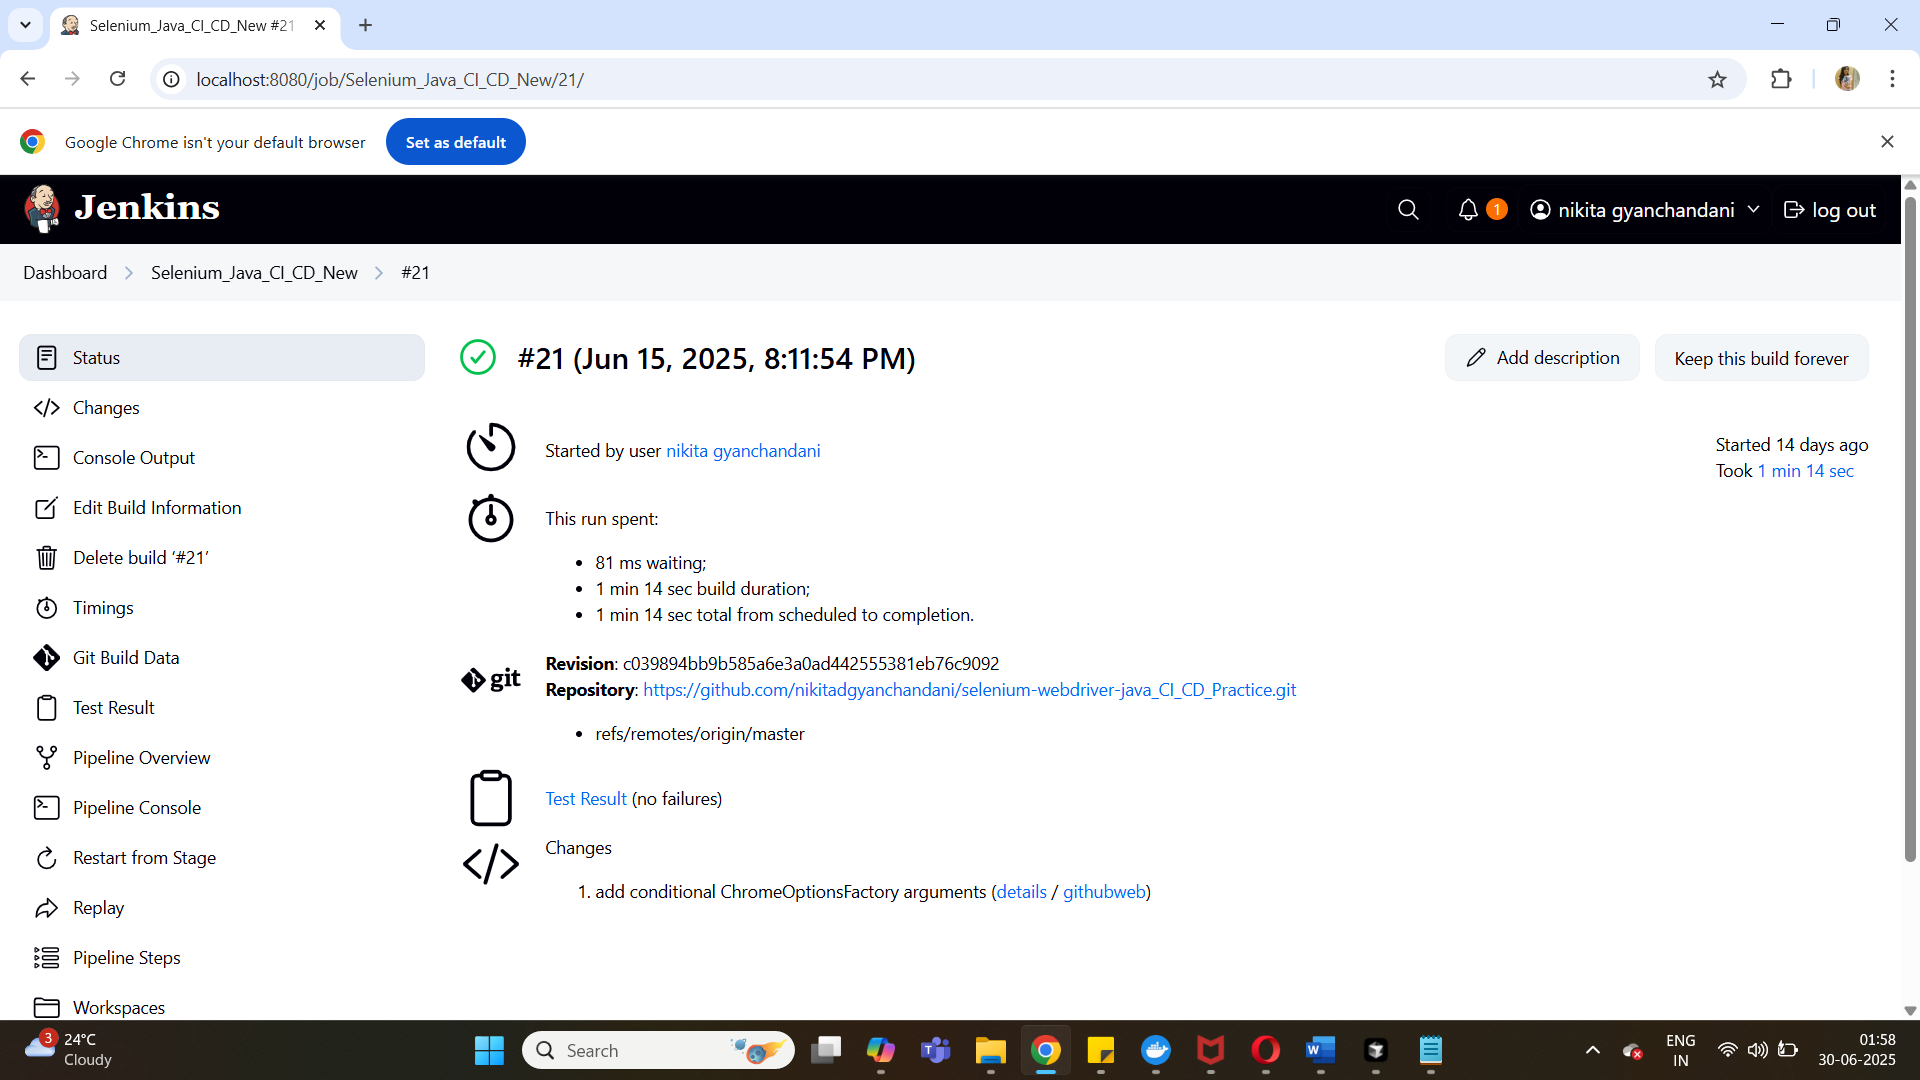 Selenium_Java_CI_CD_New #21
localhost:8080/job/Selenium_Java_CI_CD_New/21/
Google Chrome isn't your default browser
Set as default
Jenkins
1
nikita gyanchandani
log out
Dashboard
Selenium_Java_CI_CD_New
#21
Status
Changes
Console Output
Edit Build Information
Delete build ‘#21’
Timings
Git Build Data
Test Result
Pipeline Overview
Pipeline Console
Restart from Stage
Replay
Pipeline Steps
Workspaces
#21 (Jun 15, 2025, 8:11:54 PM)
Add description
Keep this build forever
Started by user nikita gyanchandani
Started 14 days ago
Took 1 min 14 sec
This run spent:
• 81 ms waiting;
• 1 min 14 sec build duration;
• 1 min 14 sec total from scheduled to completion.
git
Revision: c039894bb9b585a6e3a0ad442555381eb76c9092
Repository: https://github.com/nikitadgyanchandani/selenium-webdriver-java_CI_CD_Practice.git
• refs/remotes/origin/master
Test Result (no failures)
Changes
1. add conditional ChromeOptionsFactory arguments (details / githubweb)
3
24°C
Cloudy
Search
ENG
IN
01:58
30-06-2025